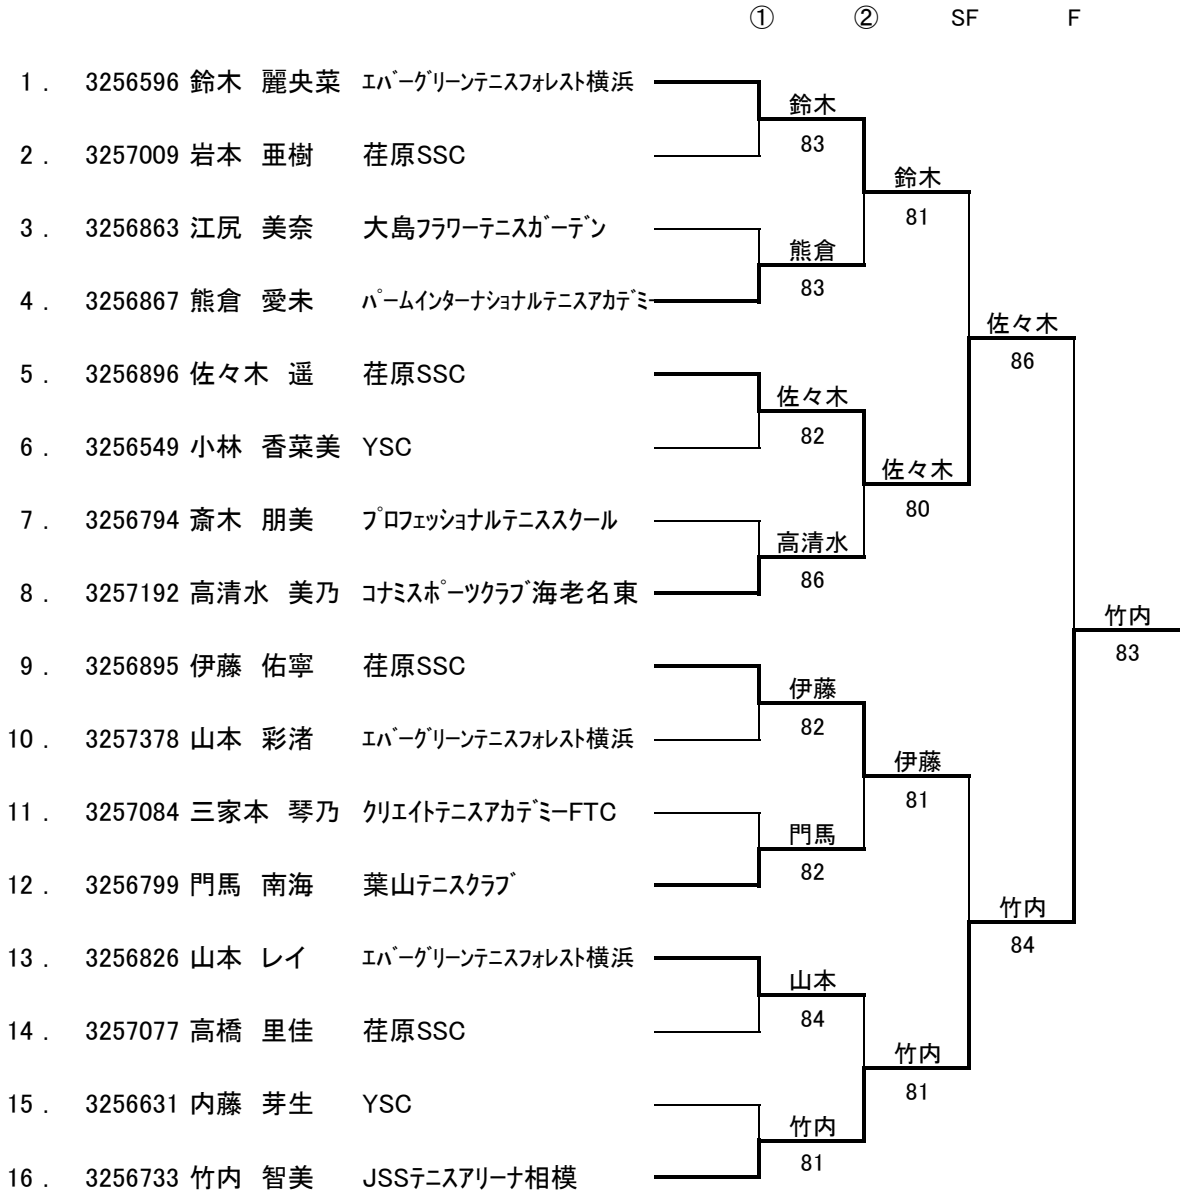 ① ② SF F
1 . 3256596 鈴木 麗央菜 ｴﾊﾞｰｸﾞﾘｰﾝﾃﾆｽﾌｫﾚｽﾄ横浜
鈴木
83
2 . 3257009 岩本 亜樹 荏原SSC
鈴木
81
3 . 3256863 江尻 美奈 大島ﾌﾗﾜｰﾃﾆｽｶﾞｰﾃﾞﾝ
熊倉
83
4 . 3256867 熊倉 愛未 ﾊﾟｰﾑｲﾝﾀｰﾅｼｮﾅﾙﾃﾆｽｱｶﾃﾞﾐｰ
佐々木
86
5 . 3256896 佐々木 遥 荏原SSC
佐々木
82
6 . 3256549 小林 香菜美 YSC
佐々木
80
7 . 3256794 斎木 朋美 ﾌﾟﾛﾌｪｯｼｮﾅﾙﾃﾆｽｽｸｰﾙ
高清水
86
8 . 3257192 高清水 美乃 ｺﾅﾐｽﾎﾟｰﾂｸﾗﾌﾞ海老名東
竹内
83
9 . 3256895 伊藤 佑寧 荏原SSC
伊藤
82
10 . 3257378 山本 彩渚 ｴﾊﾞｰｸﾞﾘｰﾝﾃﾆｽﾌｫﾚｽﾄ横浜
伊藤
81
11 . 3257084 三家本 琴乃 ｸﾘｴｲﾄﾃﾆｽｱｶﾃﾞﾐｰFTC
門馬
82
12 . 3256799 門馬 南海 葉山ﾃﾆｽｸﾗﾌﾞ
竹内
84
13 . 3256826 山本 レイ ｴﾊﾞｰｸﾞﾘｰﾝﾃﾆｽﾌｫﾚｽﾄ横浜
山本
84
14 . 3257077 高橋 里佳 荏原SSC
竹内
81
15 . 3256631 内藤 芽生 YSC
竹内
81
16 . 3256733 竹内 智美 JSSﾃﾆｽｱﾘｰﾅ相模